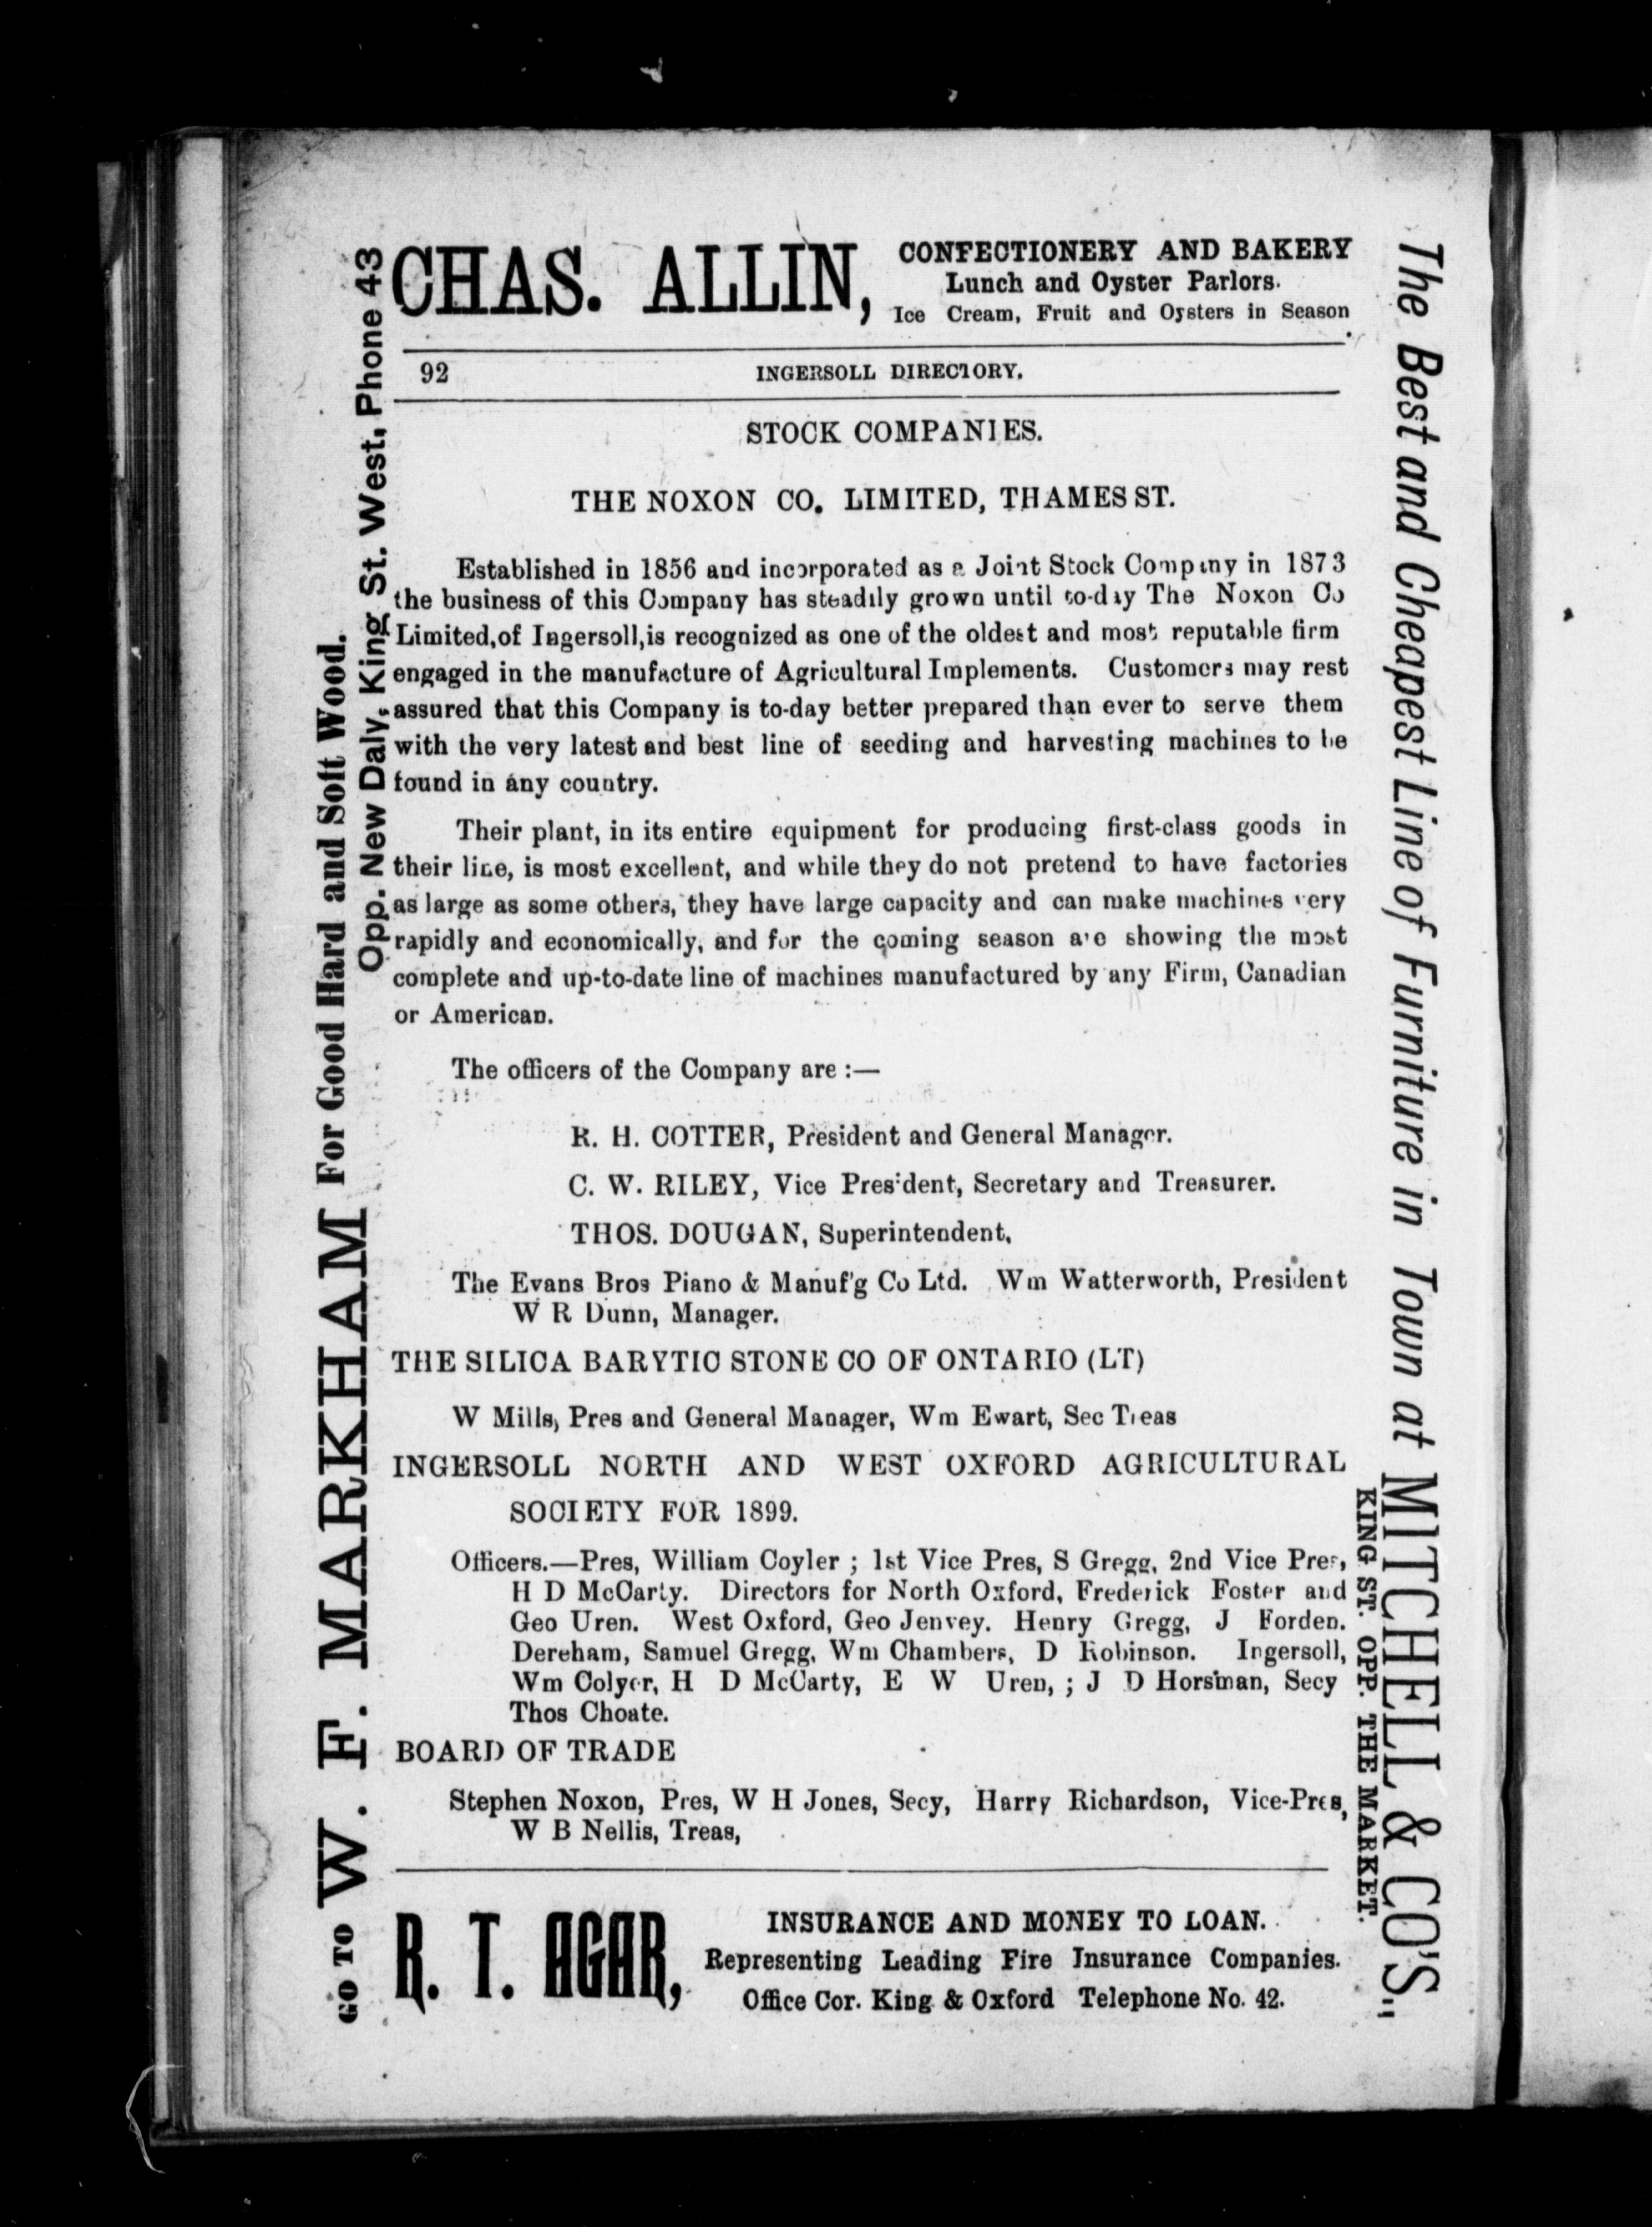 CHAS. ALLIN,
CONFECTIONERY AND BAKERY
Lunch and Oyster Parlors.
Ice Cream, Fruit and Oysters in Season
92
INGERSOLL DIRECTORY.
STOCK COMPANIES.
THE NOXON CO. LIMITED, THAMES ST.
Established in 1856 and incorporated as a Joint Stock Company in 1873
the business of this Company has steadily grown until to-day The Noxon Co
Limited,of Ingersoll,is recognized as one of the oldest and most reputable firm
engaged in the manufacture of Agricultural Implements. Customers may rest
assured that this Company is to-day better prepared than ever to serve them
with the very latest and best line of seeding and harvesting machines to be
found in any country.
Their plant, in its entire equipment for producing first-class goods in
their line, is most excellent, and while they do not pretend to have factories
as large as some others, they have large capacity and can make machines very
rapidly and economically, and for the coming season are showing the most
complete and up-to-date line of machines manufactured by any Firm, Canadian
or American.
The officers of the Company are :—
R. H. COTTER, President and General Manager.
C. W. RILEY, Vice President, Secretary and Treasurer.
THOS. DOUGAN, Superintendent,
The Evans Bros Piano & Manuf'g Co Ltd. Wm Watterworth, President
W R Dunn, Manager.
THE SILICA BARYTIC STONE CO OF ONTARIO (LT)
W Mills, Pres and General Manager, Wm Ewart, Sec Treas
INGERSOLL NORTH AND WEST OXFORD AGRICULTURAL
SOCIETY FOR 1899.
Officers.—Pres, William Coyler ; 1st Vice Pres, S Gregg, 2nd Vice Pres,
H D McCarty. Directors for North Oxford, Frederick Foster and
Geo Uren. West Oxford, Geo Jenvey. Henry Gregg, J Forden.
Dereham, Samuel Gregg, Wm Chambers, D Robinson. Ingersoll,
Wm Colyer, H D McCarty, E W Uren, ; J D Horsman, Secy
Thos Choate.
BOARD OF TRADE
Stephen Noxon, Pres, W H Jones, Secy, Harry Richardson, Vice-Pres,
W B Nellis, Treas,
R. T. AGAR,
INSURANCE AND MONEY TO LOAN.
Representing Leading Fire Insurance Companies.
Office Cor. King & Oxford Telephone No. 42.
GO TO W. F. MARKHAM For Good Hard and Soft Wood.
Opp. New Daly, King St. West, Phone 43
The Best and Cheapest Line of Furniture in Town at MITCHELL & CO'S,"
KING ST. OPP. THE MARKET.